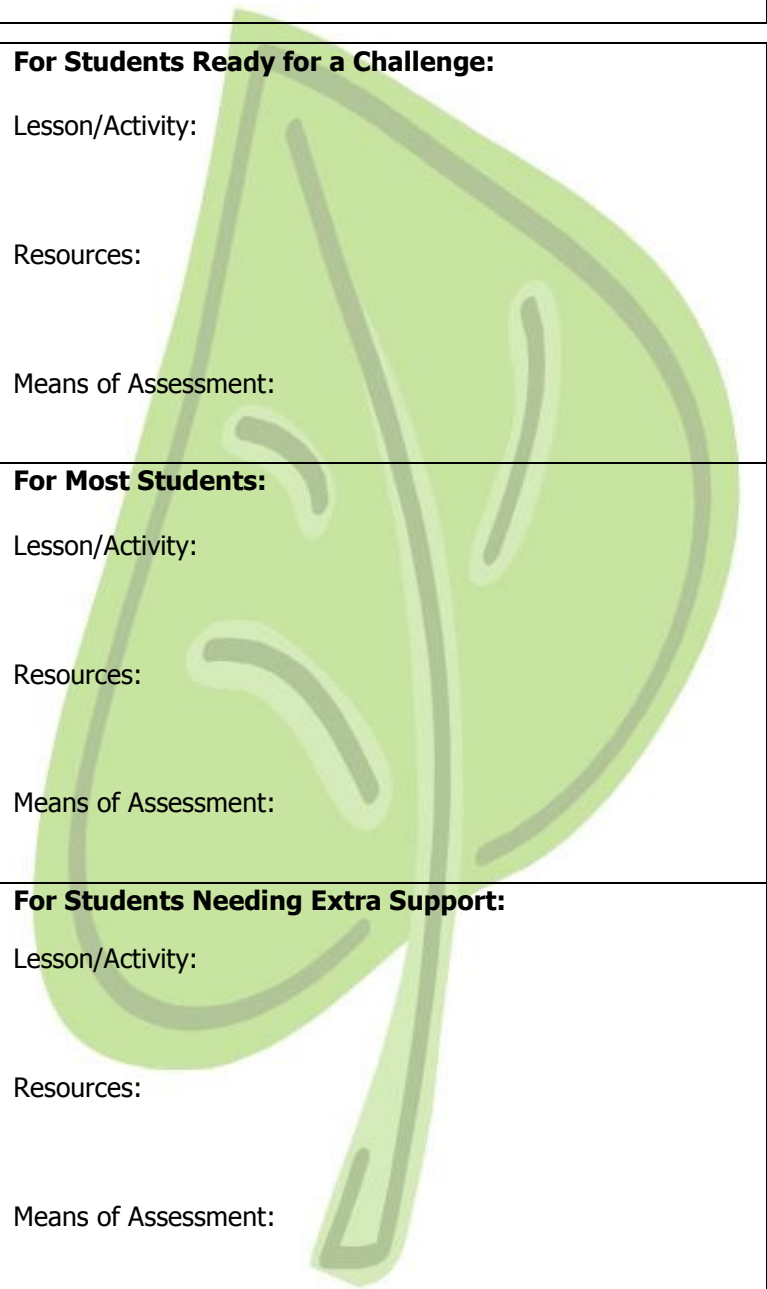 For Students Ready for a Challenge:
Lesson/Activity:
Resources:
Means of Assessment:
For Most Students:
Lesson/Activity:
Resources:
Means of Assessment:
For Students Needing Extra Support:
Lesson/Activity:
Resources:
Means of Assessment: